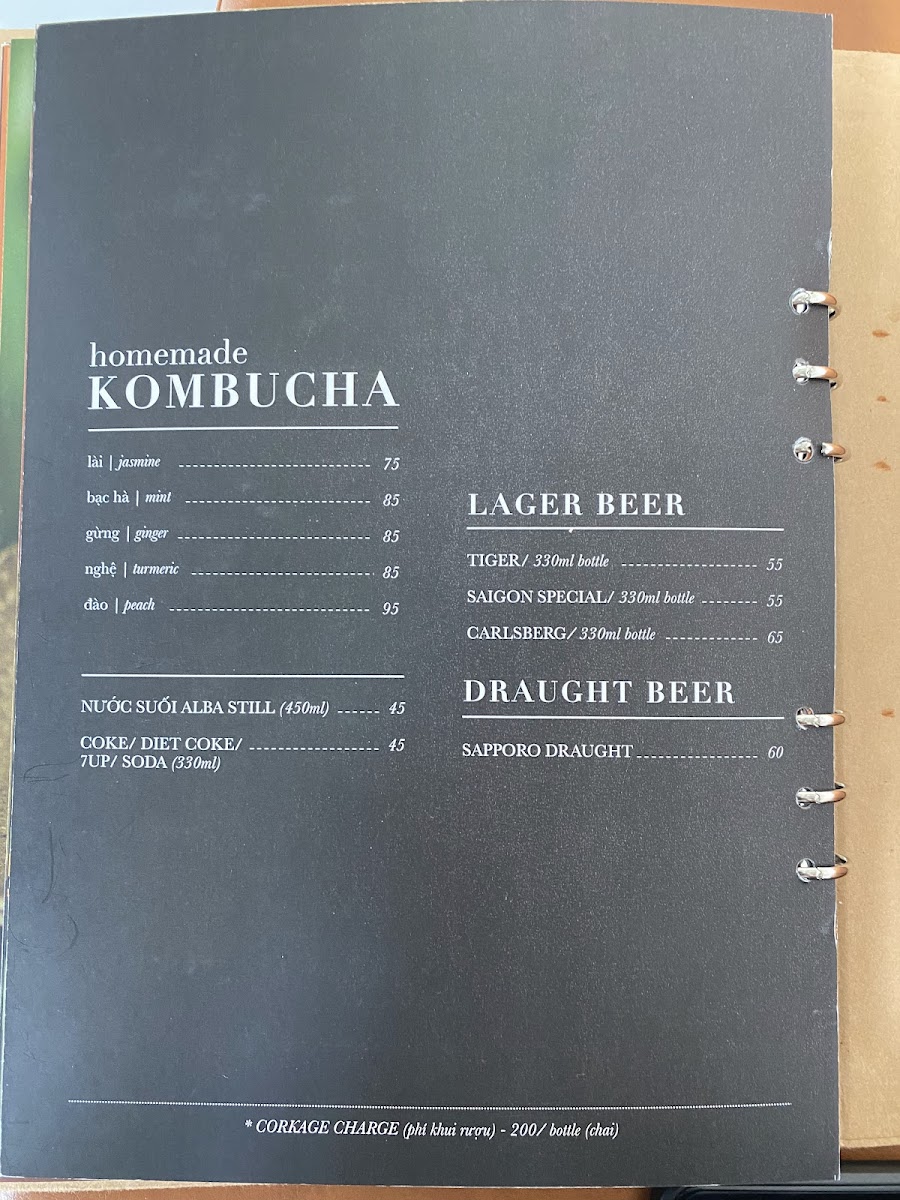 homemade
KOMBUCHA
lài | jasmine 75
bạc hà | mint 85
gừng | ginger 85
nghệ | turmeric 85
đào | peach 95
NƯỚC SUỐI ALBA STILL (450ml) 45
COKE/ DIET COKE/ 45
7UP/ SODA (330ml)
LAGER BEER
TIGER/ 330ml bottle 55
SAIGON SPECIAL/ 330ml bottle 55
CARLSBERG/ 330ml bottle 65
DRAUGHT BEER
SAPPORO DRAUGHT 60
* CORKAGE CHARGE (phí khui rượu) - 200/ bottle (chai)